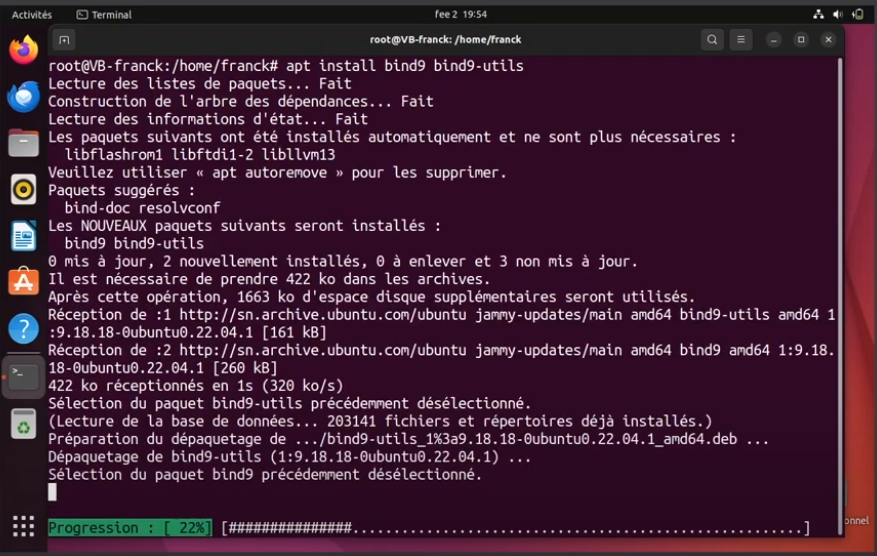 Activités
Terminal
fee 2 19:54
root@VB-franck: /home/franck
root@VB-franck:/home/franck# apt install bind9 bind9-utils
Lecture des listes de paquets... Fait
Construction de l'arbre des dépendances... Fait
Lecture des informations d'état... Fait
Les paquets suivants ont été installés automatiquement et ne sont plus nécessaires :
libflashrom1 libftdi1-2 libllvm13
Veuillez utiliser « apt autoremove » pour les supprimer.
Paquets suggérés :
bind-doc resolvconf
Les NOUVEAUX paquets suivants seront installés :
bind9 bind9-utils
0 mis à jour, 2 nouvellement installés, 0 à enlever et 3 non mis à jour.
Il est nécessaire de prendre 422 ko dans les archives.
Après cette opération, 1663 ko d'espace disque supplémentaires seront utilisés.
Réception de :1 http://sn.archive.ubuntu.com/ubuntu jammy-updates/main amd64 bind9-utils amd64 1
:9.18.18-0ubuntu0.22.04.1 [161 kB]
Réception de :2 http://sn.archive.ubuntu.com/ubuntu jammy-updates/main amd64 bind9 amd64 1:9.18.
18-0ubuntu0.22.04.1 [260 kB]
422 ko réceptionnés en 1s (320 ko/s)
Sélection du paquet bind9-utils précédemment désélectionné.
(Lecture de la base de données... 203141 fichiers et répertoires déjà installés.)
Préparation du dépaquetage de .../bind9-utils_1%3a9.18.18-0ubuntu0.22.04.1_amd64.deb ...
Dépaquetage de bind9-utils (1:9.18.18-0ubuntu0.22.04.1) ...
Sélection du paquet bind9 précédemment désélectionné.
Progression : [ 22%] [###############........................................................]